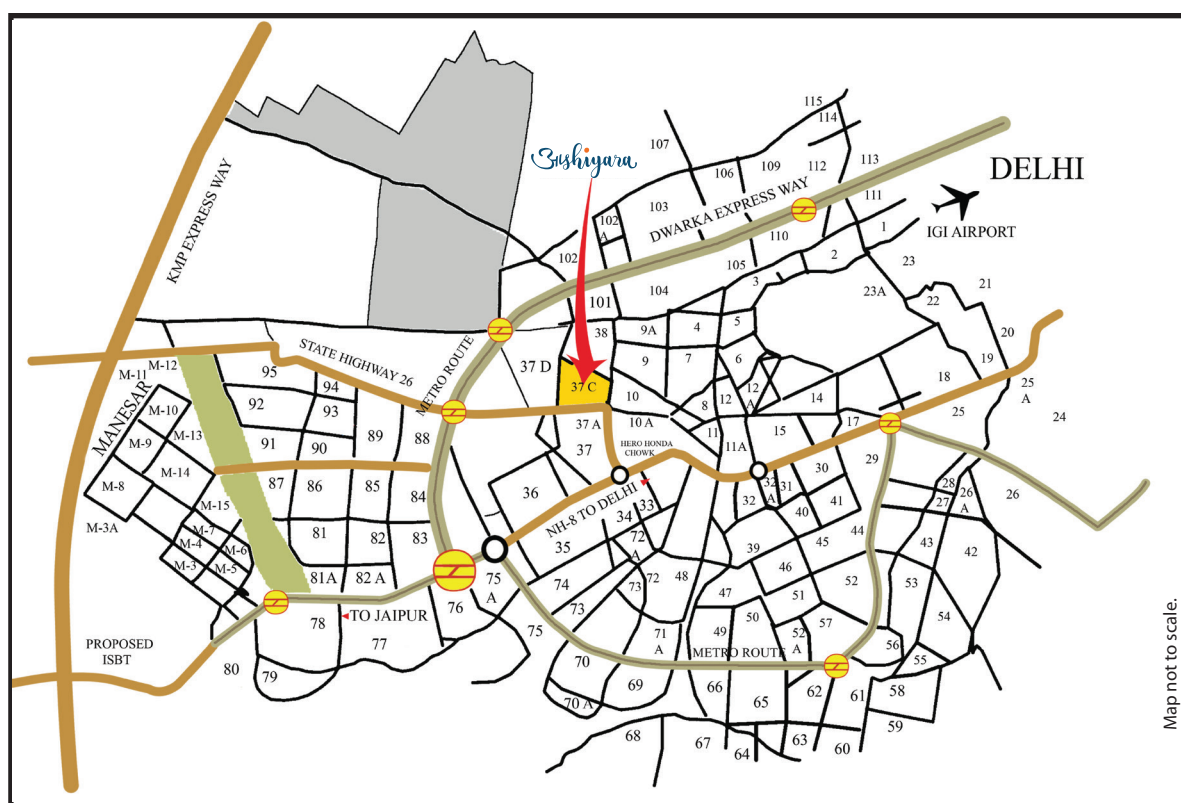 aashiyara
DELHI
IGI AIRPORT
KMP EXPRESS WAY
DWARKA EXPRESS WAY
METRO ROUTE
STATE HIGHWAY 26
MANESAR
HERO HONDA
CHOWK
NH-8 TO DELHI
TO JAIPUR
METRO ROUTE
PROPOSED
ISBT
Map not to scale.
115
114
107
106
109
112
113
111
103
102
A
102
110
1
2
105
3
104
101
23
23A
21
22
20
19
18
38
9A
4
5
37 D
9
7
6
37 C
10
8
12
12
A
14
25
A
24
25
17
37 A
10 A
11
11A
15
37
M-11
M-12
95
94
M-10
92
93
89
88
M-13
M-9
91
90
M-14
M-8
87
86
85
84
M-15
M-3A
M-7
M-4
M-6
M-3
M-5
81
82
83
81A
82 A
78
77
76
75
A
75
80
79
36
35
34
33
32
32
A
31
30
29
40
41
28
27
26
A
26
72
A
39
45
44
43
42
74
73
73
72
48
46
52
53
47
51
54
49
50
52
A
57
56
55
71
A
70
70 A
69
66
65
62
61
58
59
68
67
64
63
60